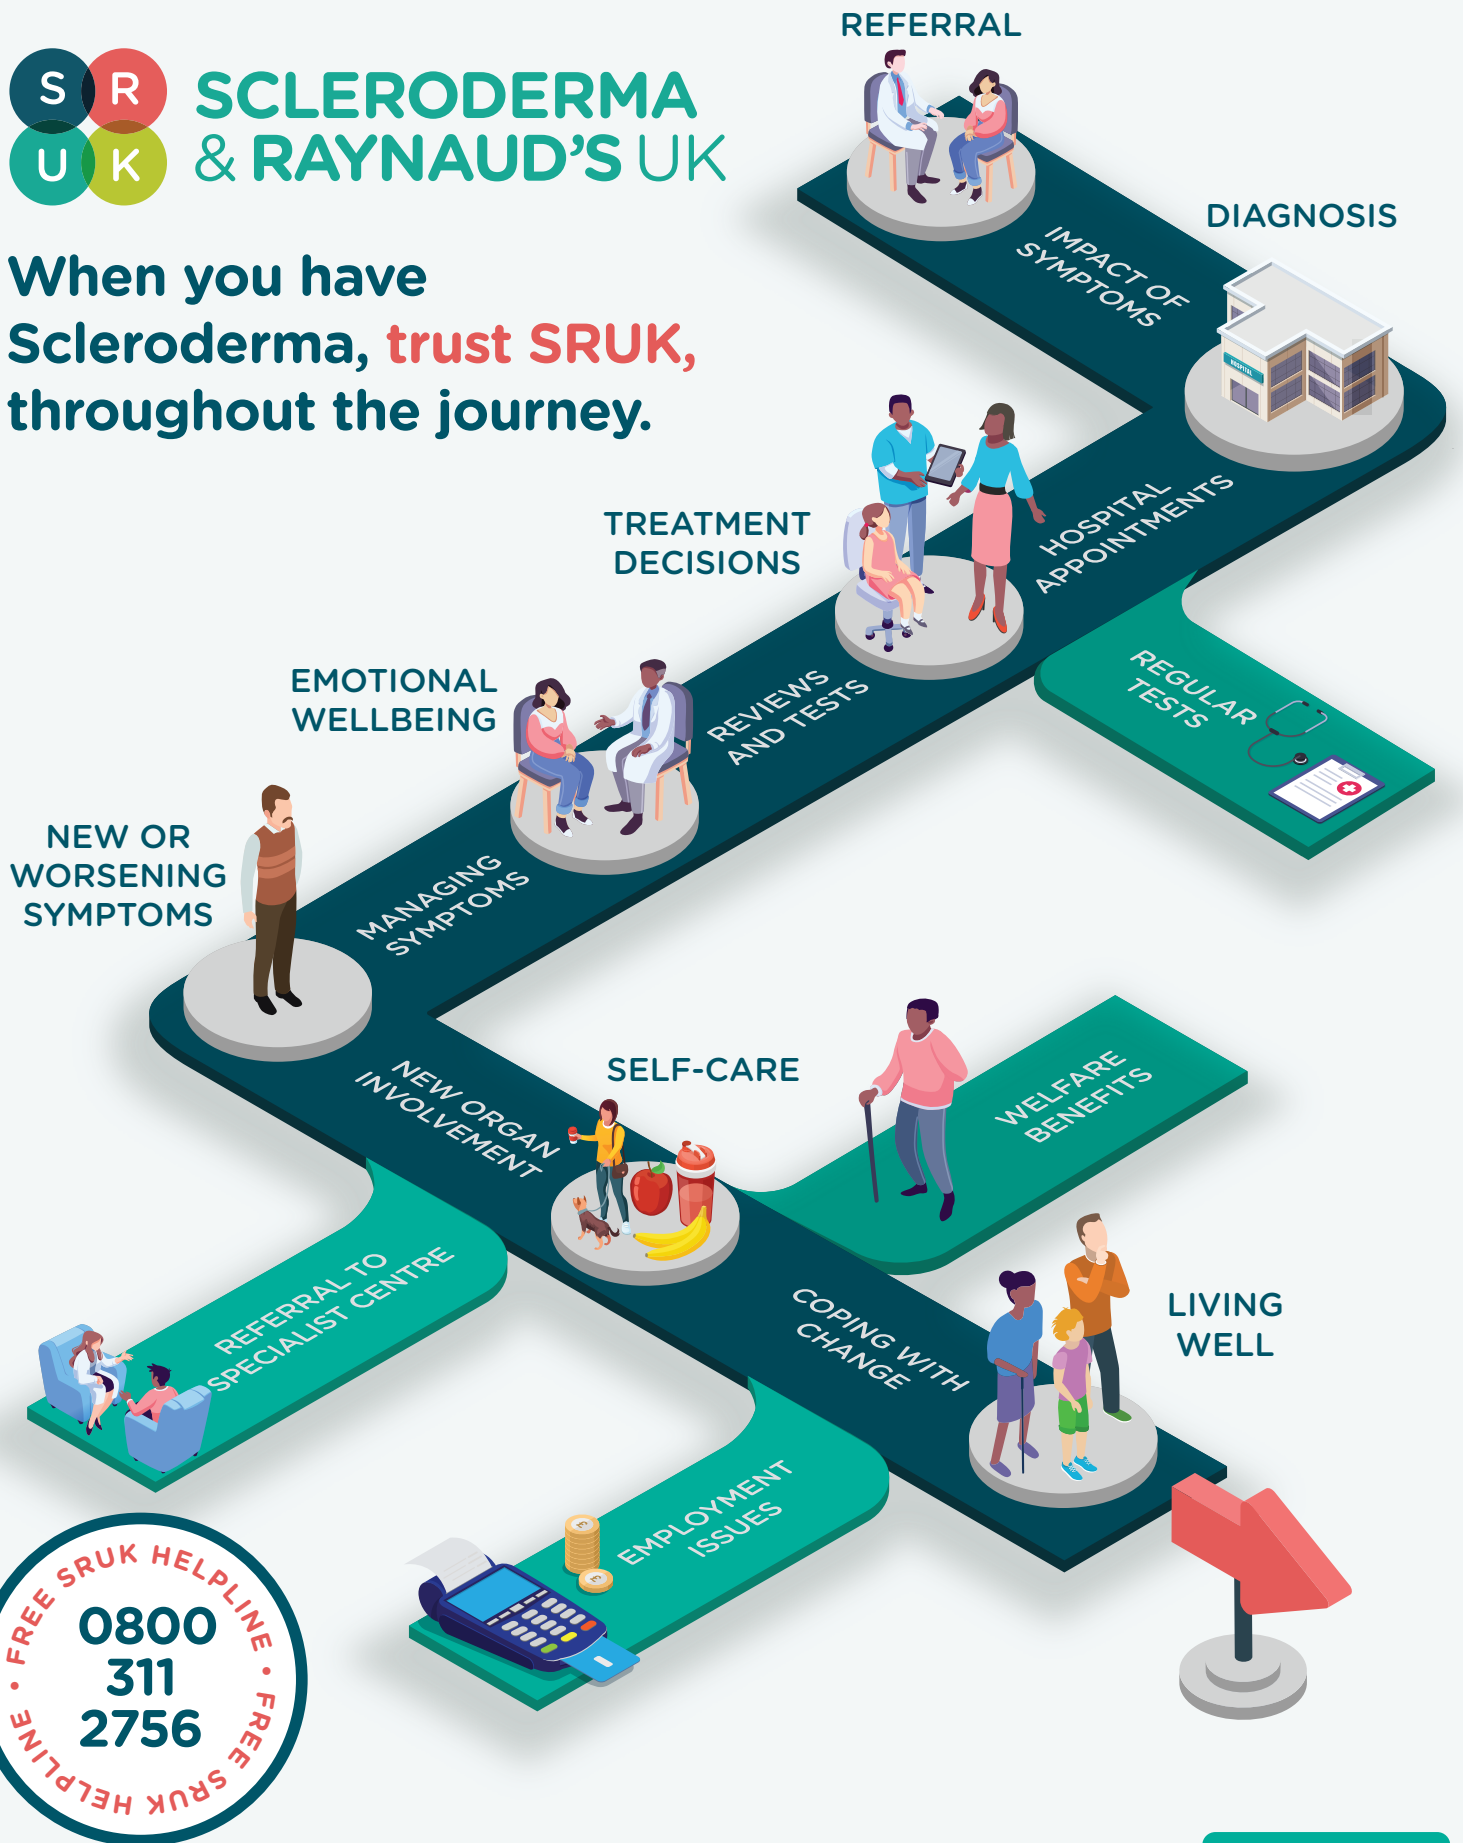 S R
U K
SCLERODERMA
& RAYNAUD'S UK
When you have
Scleroderma, trust SRUK,
throughout the journey.
REFERRAL
IMPACT OF
SYMPTOMS
DIAGNOSIS
HOSPITAL
HOSPITAL
APPOINTMENTS
REGULAR
TESTS
TREATMENT
DECISIONS
REVIEWS
AND TESTS
EMOTIONAL
WELLBEING
MANAGING
SYMPTOMS
NEW OR
WORSENING
SYMPTOMS
NEW ORGAN
INVOLVEMENT
REFERRAL TO
SPECIALIST CENTRE
SELF-CARE
WELFARE
BENEFITS
COPING WITH
CHANGE
EMPLOYMENT
ISSUES
LIVING
WELL
£
£
• FREE SRUK HELPLINE • FREE SRUK HELPLINE
0800
311
2756